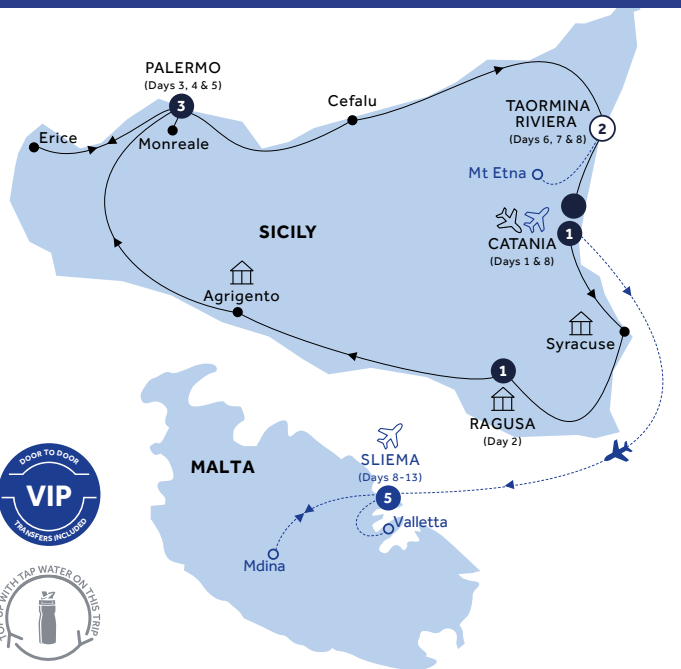 PALERMO
(Days 3, 4 & 5)
3
Erice
Monreale
Cefalu
TAORMINA
RIVIERA
(Days 6, 7 & 8)
2
Mt Etna
SICILY
1
CATANIA
(Days 1 & 8)
Agrigento
Syracuse
1
RAGUSA
(Day 2)
MALTA
SLIEMA
(Days 8-13)
5
Valletta
Mdina
DOOR TO DOOR
VIP
TRANSFERS INCLUDED
UP WITH TAP WATER ON THIS TRIP